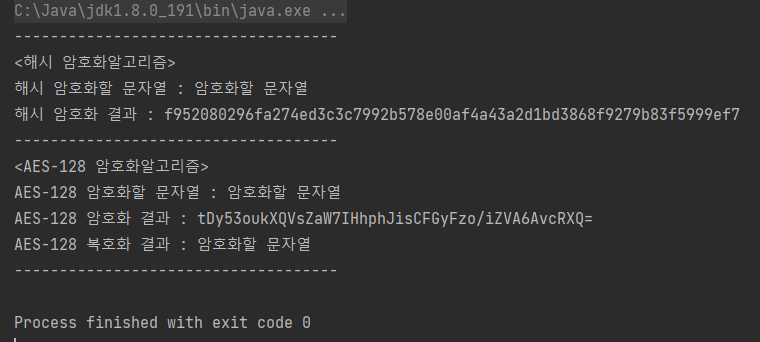 C:\Java\jdk1.8.0_191\bin\java.exe ...
------------------------------------
<해시 암호화알고리즘>
해시 암호화할 문자열 : 암호화할 문자열
해시 암호화 결과 : f952080296fa274ed3c3c7992b578e00af4a43a2d1bd3868f9279b83f5999ef7
------------------------------------
<AES-128 암호화알고리즘>
AES-128 암호화할 문자열 : 암호화할 문자열
AES-128 암호화 결과 : tDy53oukXQVsZaW7IHhphJisCFGyFzo/iZVA6AvcRXQ=
AES-128 복호화 결과 : 암호화할 문자열
------------------------------------
Process finished with exit code 0